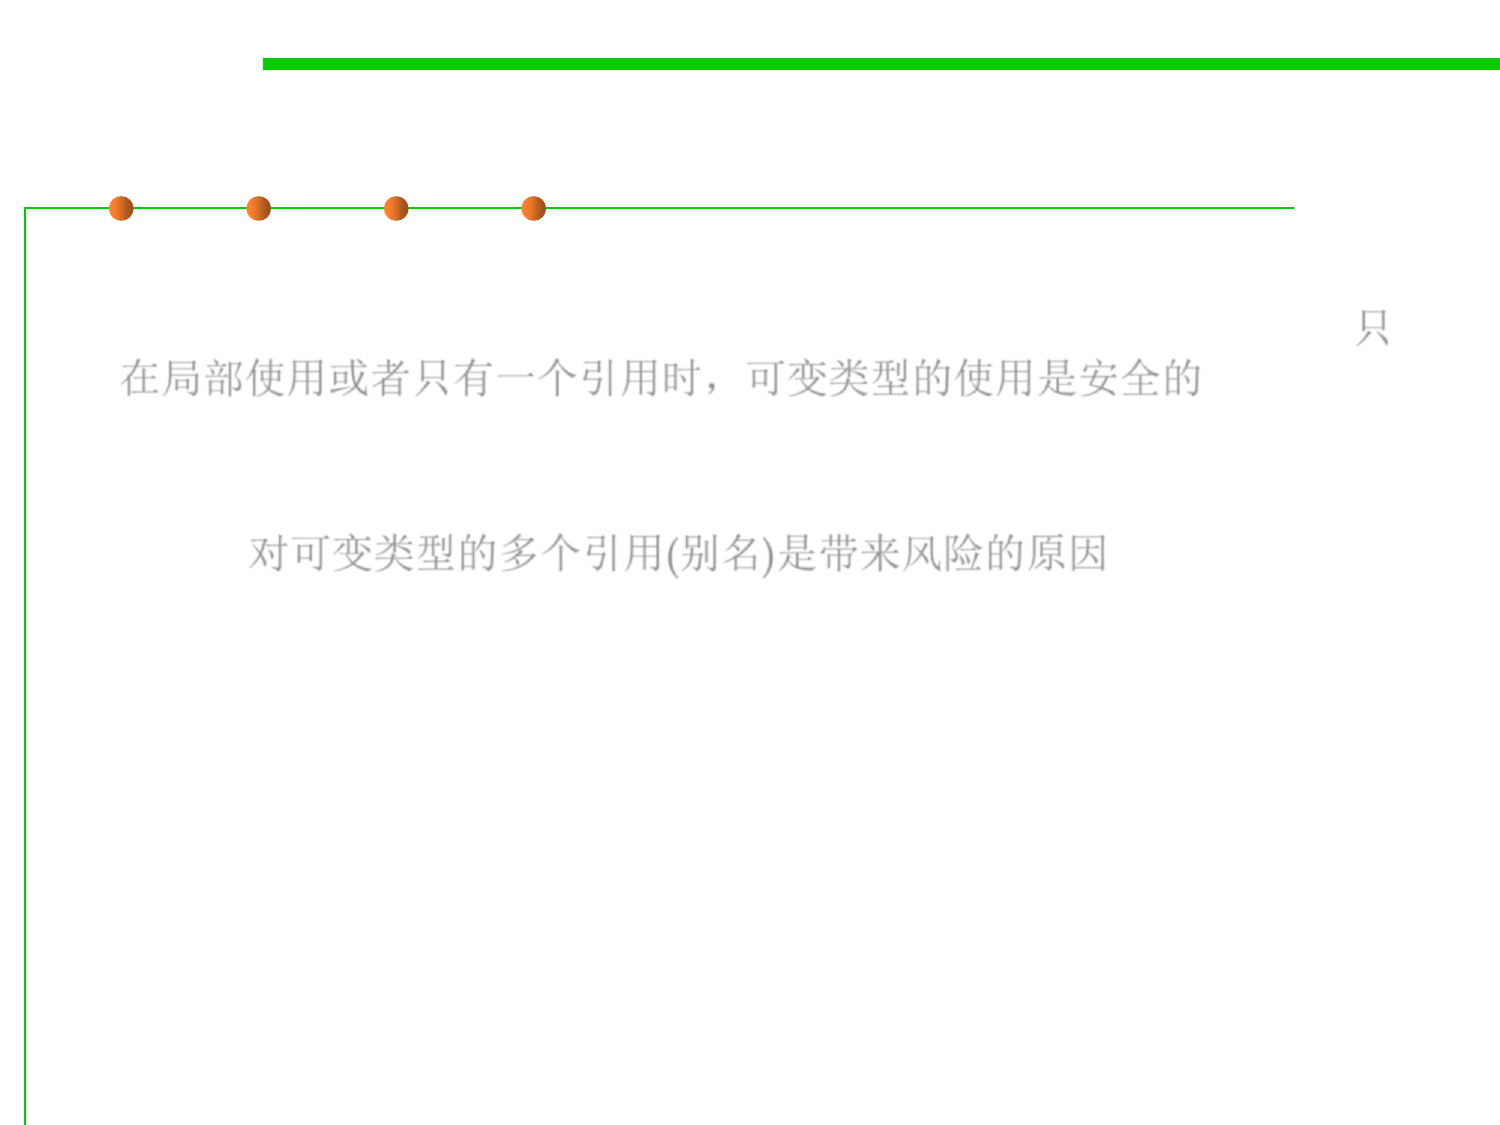 只
在局部使用或者只有一个引用时，可变类型的使用是安全的
对可变类型的多个引用(别名)是带来风险的原因